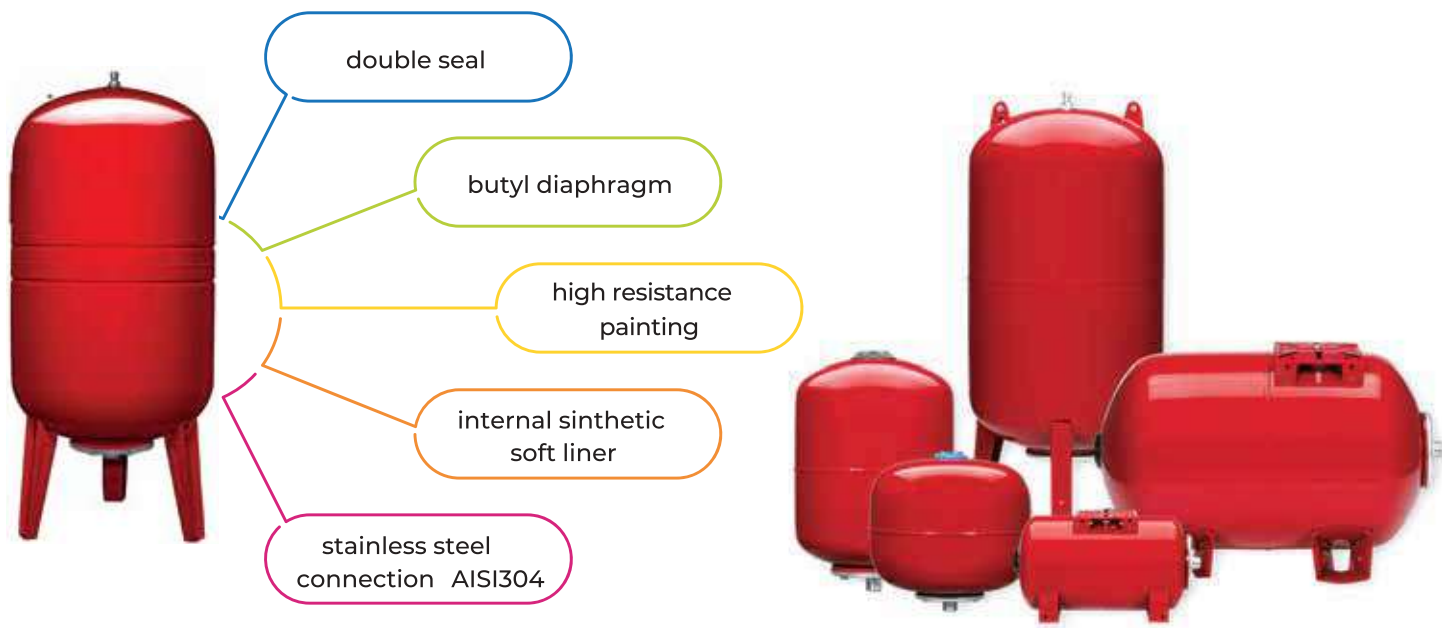 double seal
butyl diaphragm
high resistance
painting
internal sinthetic
soft liner
stainless steel
connection AISI304